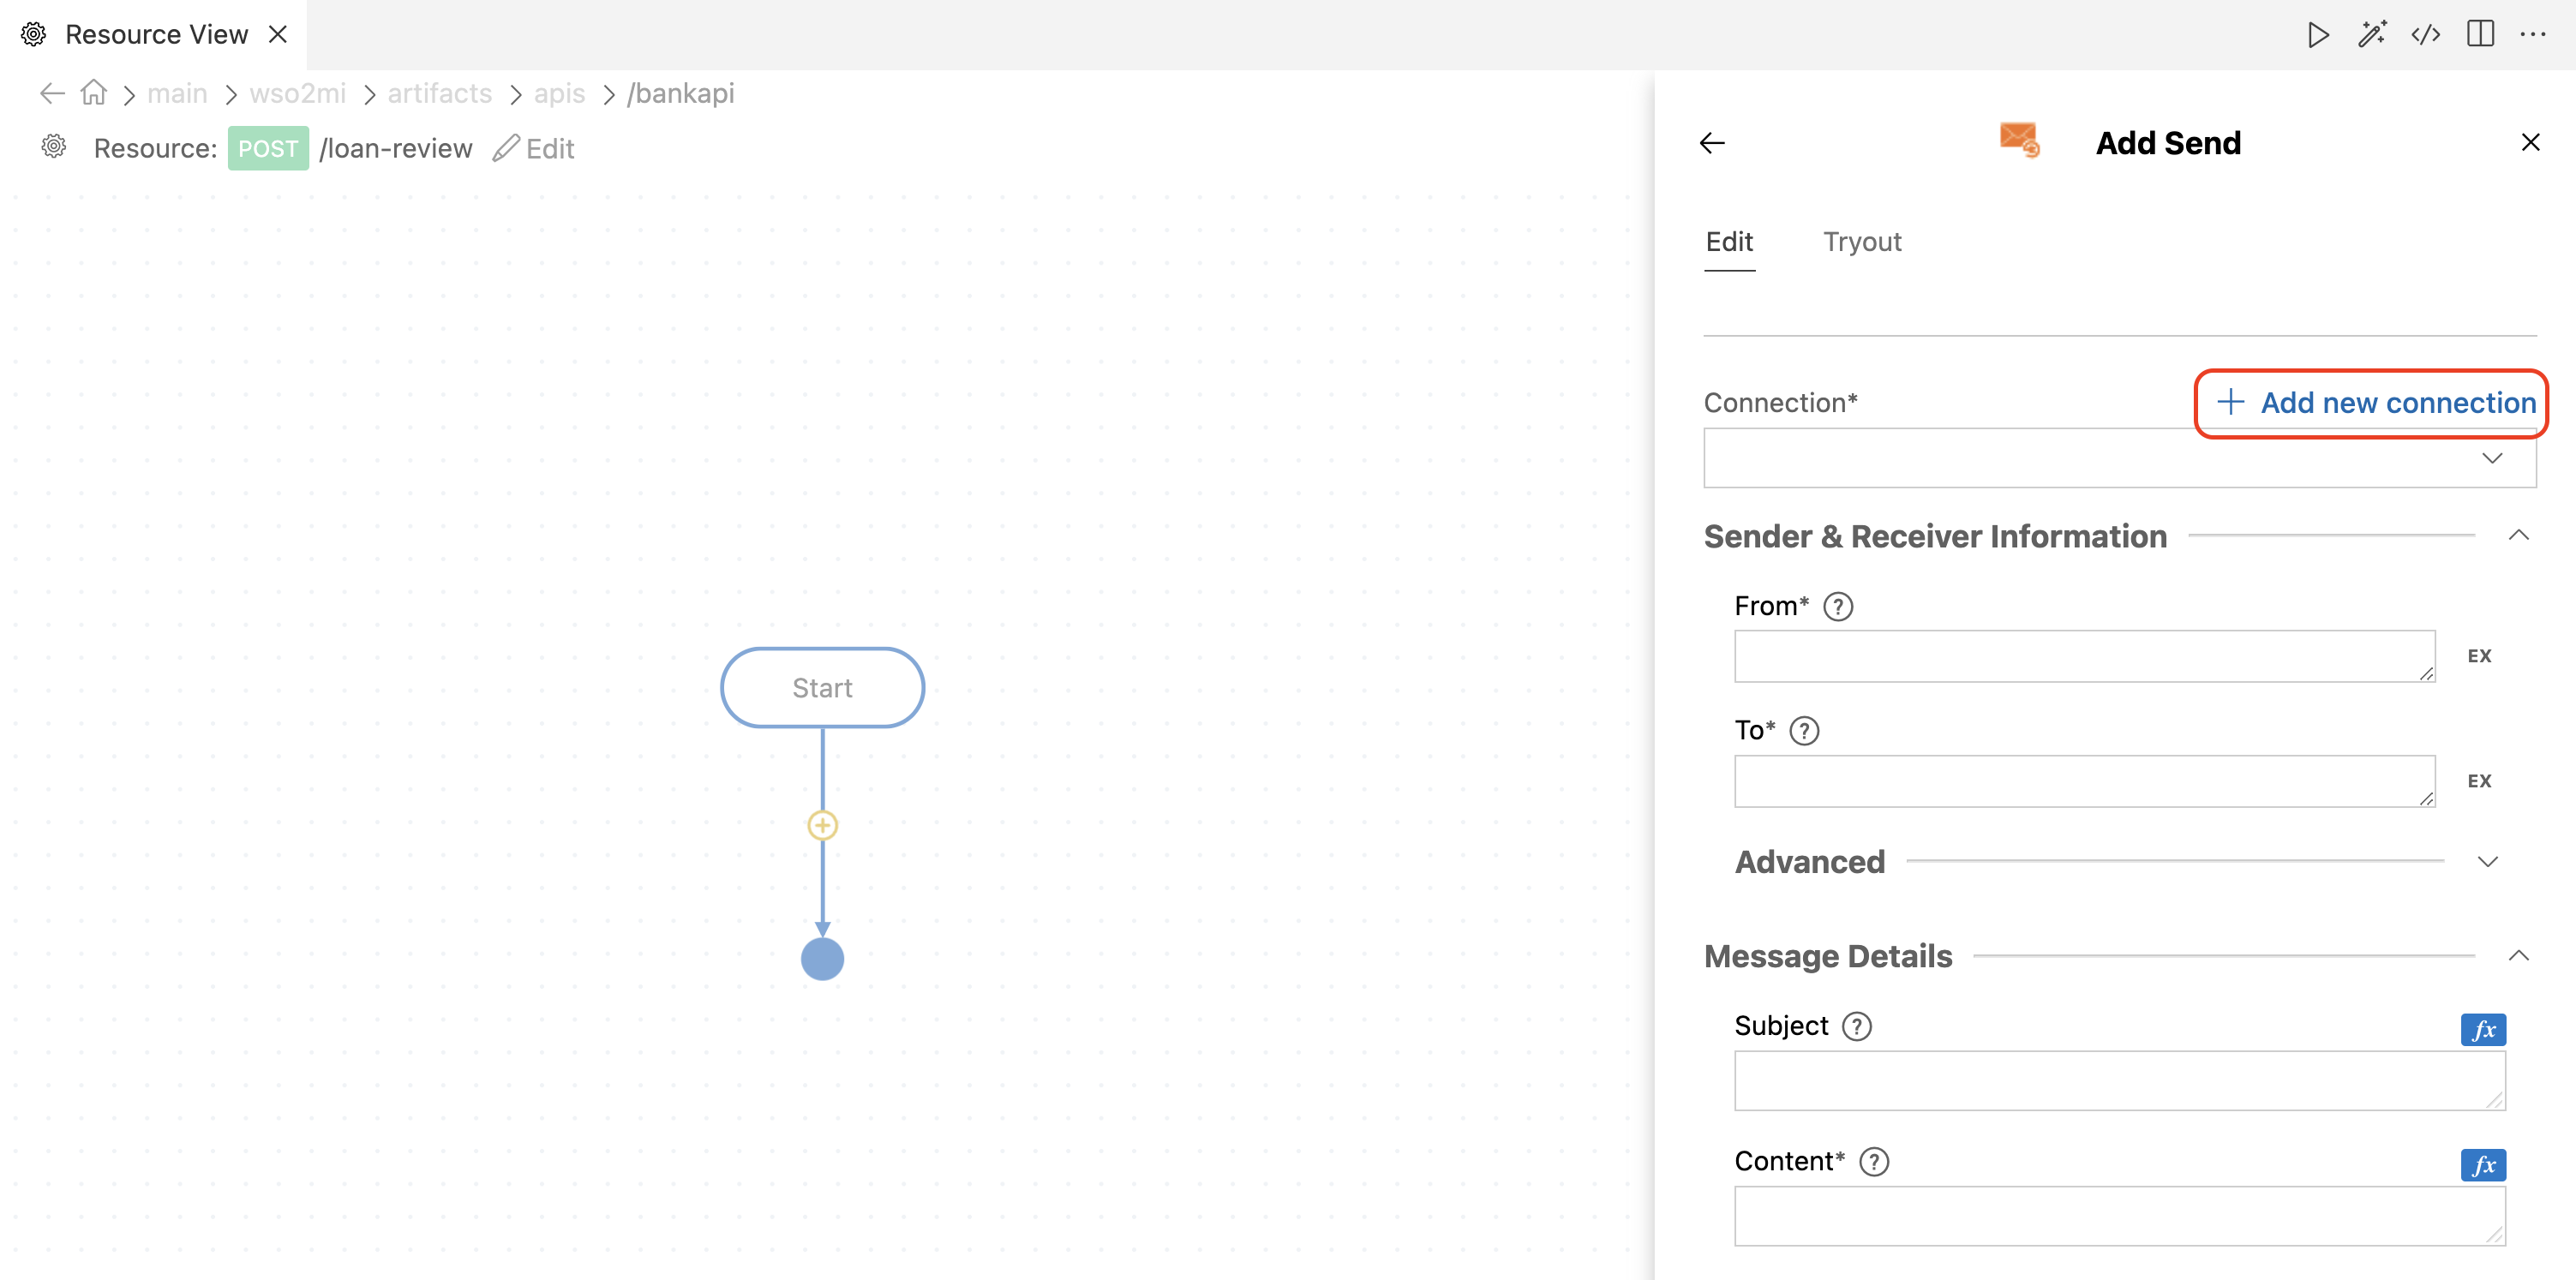 Resource View
main wso2mi artifacts apis /bankapi
Resource: POST /loan-review Edit
Start
Add Send
Edit Tryout
Connection* + Add new connection
Sender & Receiver Information
From* ?
EX
To* ?
EX
Advanced
Message Details
Subject ? fx
Content* ? fx